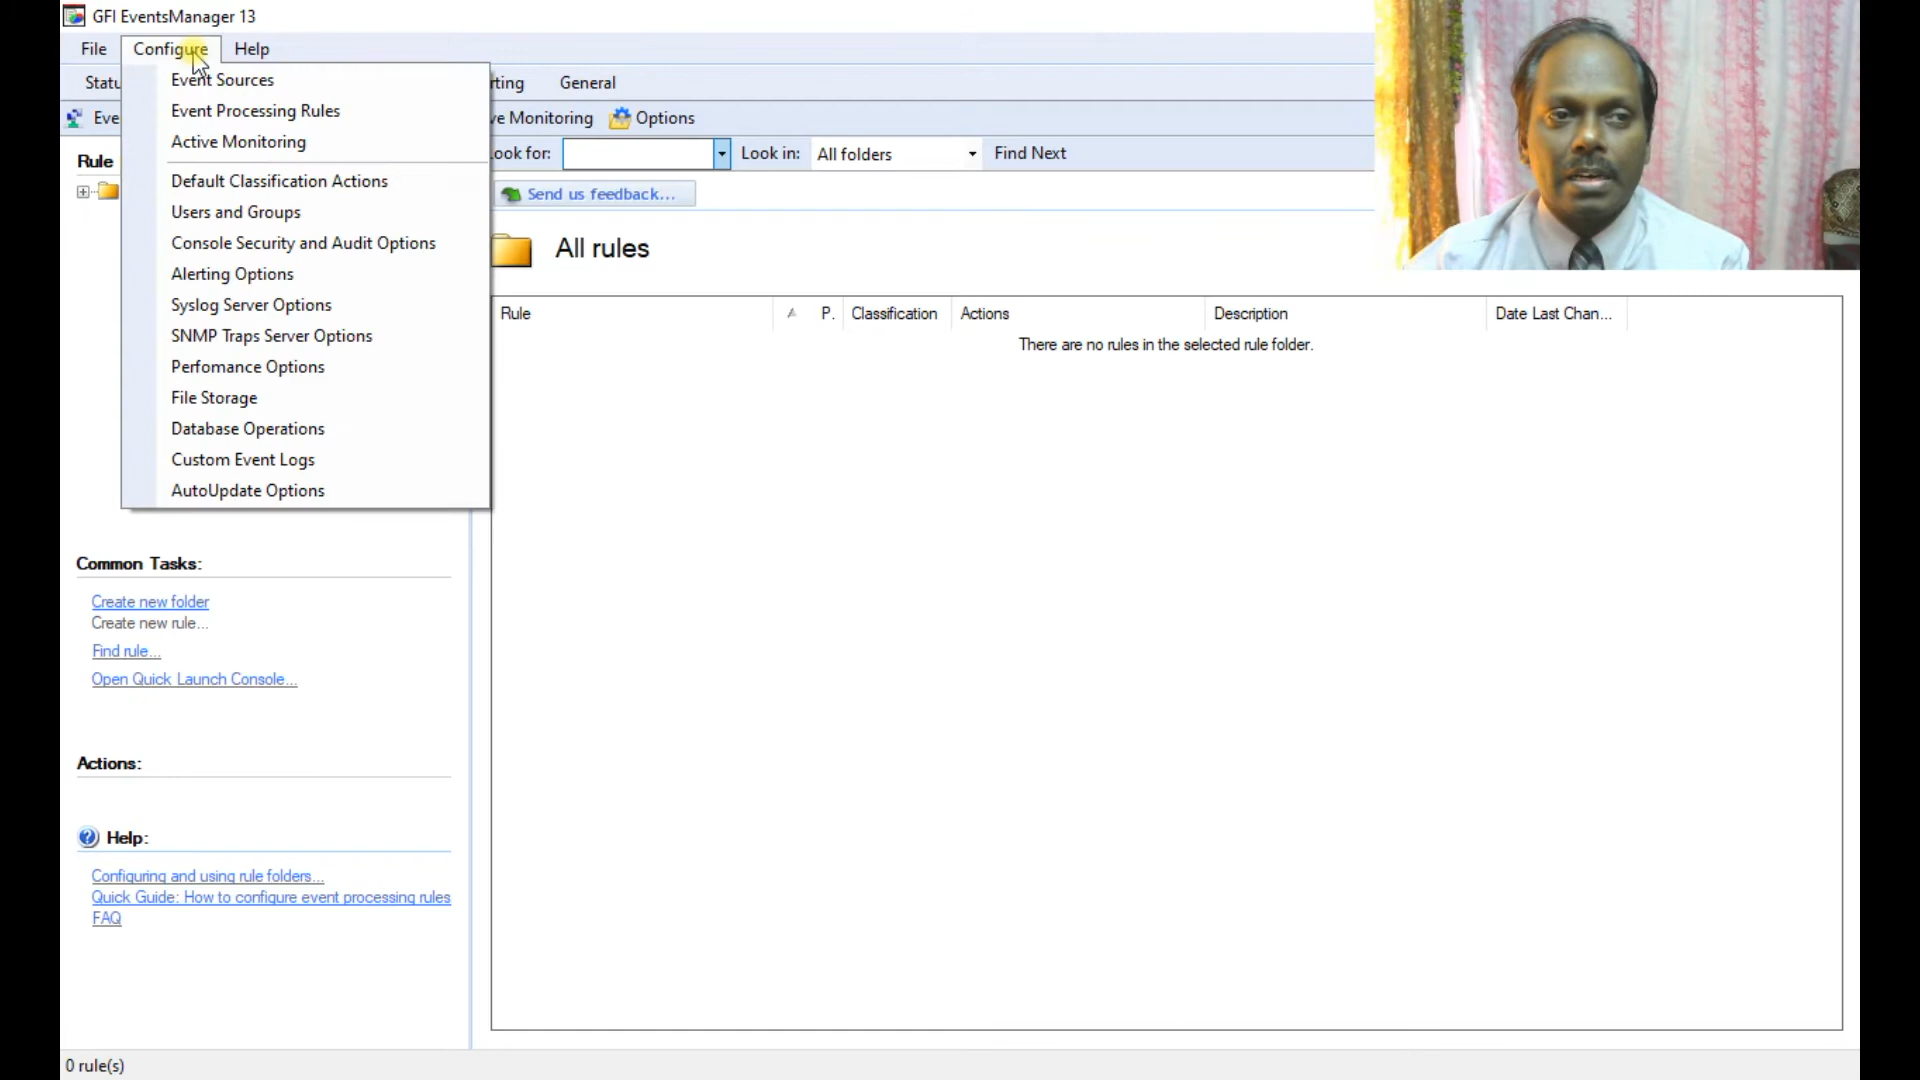 GFI EventsManager 13
File Configure Help
Statu rting General
Eve ve Monitoring Options
Event Sources
Event Processing Rules
Active Monitoring
Default Classification Actions
Users and Groups
Console Security and Audit Options
Alerting Options
Syslog Server Options
SNMP Traps Server Options
Perfomance Options
File Storage
Database Operations
Custom Event Logs
AutoUpdate Options
Rule
ook for: Look in: All folders Find Next
Send us feedback...
All rules
Rule P. Classification Actions Description Date Last Chan...
There are no rules in the selected rule folder.
Common Tasks:
Create new folder
Create new rule...
Find rule...
Open Quick Launch Console...
Actions:
Help:
Configuring and using rule folders...
Quick Guide: How to configure event processing rules
FAQ
0 rule(s)